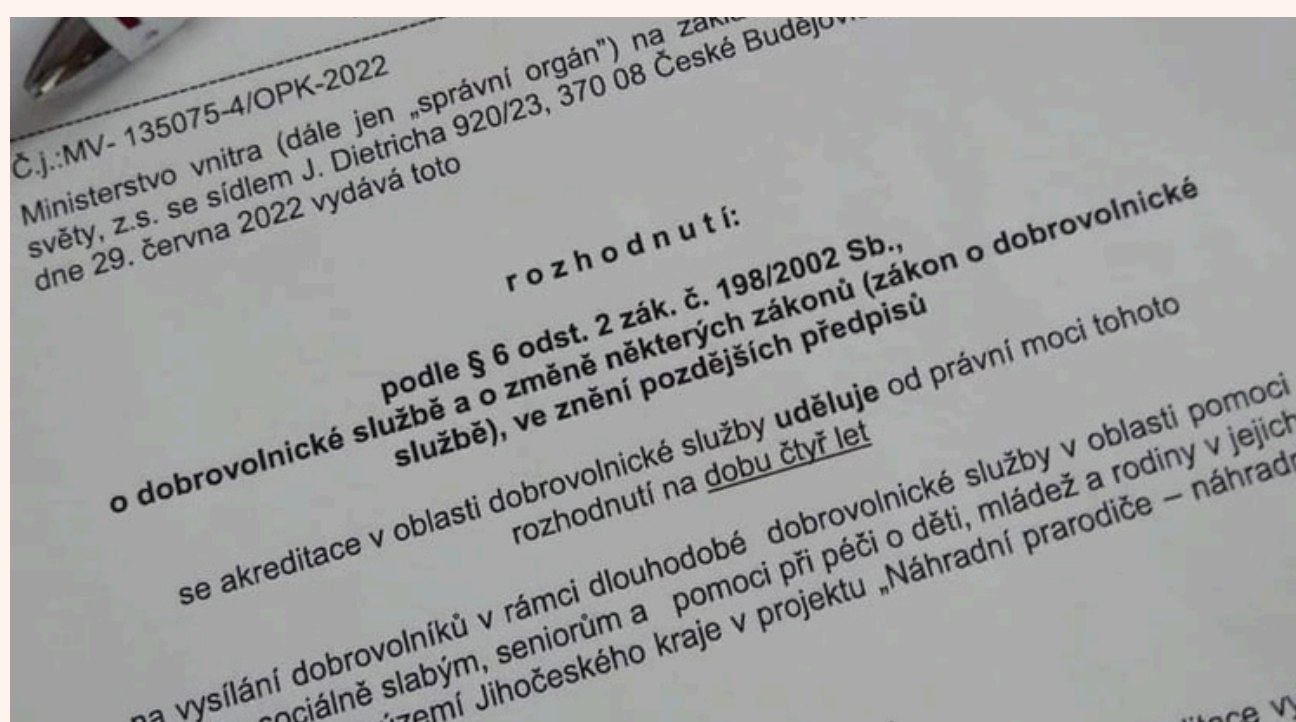 Č.j.:MV- 135075-4/OPK-2022
Ministerstvo vnitra (dále jen „správní orgán") na
světy, z.s. se sídlem J. Dietricha 920/23, 370 08 České
dne 29. června 2022 vydává toto
r o z h o d n u t í:
podle § 6 odst. 2 zák. č. 198/2002 Sb.,
o dobrovolnické službě a o změně některých zákonů (zákon o dobrovolnické
službě), ve znění pozdějších předpisů
se akreditace v oblasti dobrovolnické služby uděluje od právní moci tohoto
rozhodnutí na dobu čtyř let
na vysílání dobrovolníků v rámci dlouhodobé dobrovolnické služby v oblasti pomoci
sociálně slabým, seniorům a pomoci při péči o děti, mládež a rodiny v jejich
území Jihočeského kraje v projektu „Náhradní prarodiče –